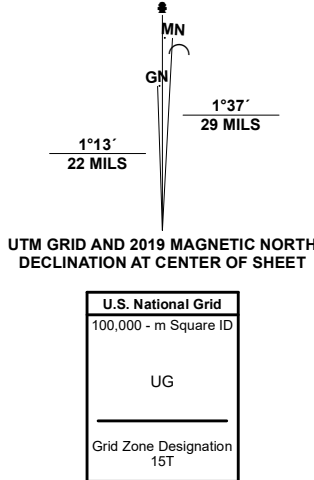 MN
GN
1°37´
29 MILS
1°13´
22 MILS
UTM GRID AND 2019 MAGNETIC NORTH
DECLINATION AT CENTER OF SHEET
U.S. National Grid
100,000 - m Square ID
UG
Grid Zone Designation
15T